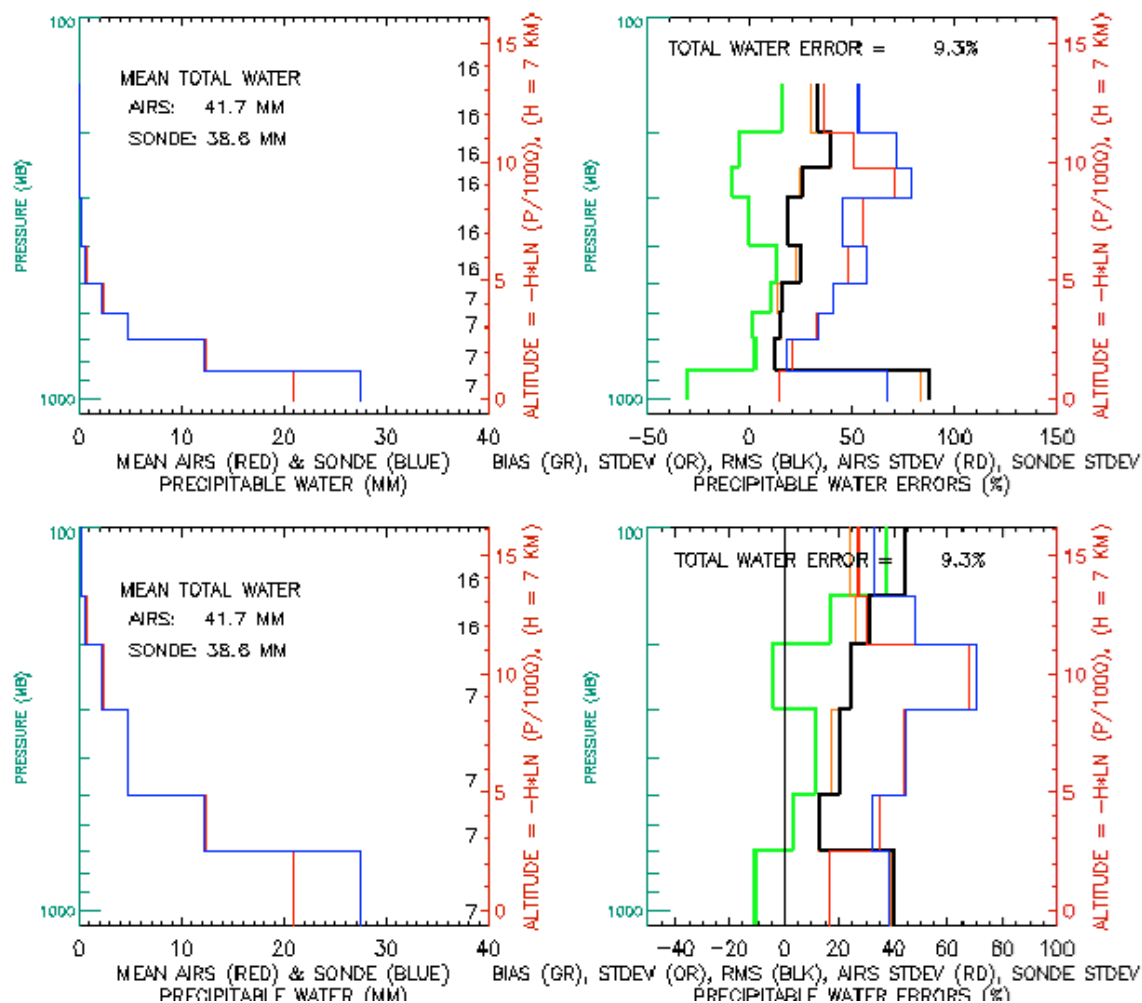 100
MEAN TOTAL WATER
AIRS: 41.7 MM
SONDE: 38.6 MM
PRESSURE (MB)
1000
16
16
16
16
16
16
7
7
7
7
15
10
5
0
ALTITUDE = -H*LN (P/1000), (H = 7 KM)
0 10 20 30 40
MEAN AIRS (RED) & SONDE (BLUE)
PRECIPITABLE WATER (MM)
100
TOTAL WATER ERROR = 9.3%
PRESSURE (MB)
1000
15
10
5
0
ALTITUDE = -H*LN (P/1000), (H = 7 KM)
-50 0 50 100 150
BIAS (GR), STDEV (OR), RMS (BLK), AIRS STDEV (RD), SONDE STDEV
PRECIPITABLE WATER ERRORS (%)
100
MEAN TOTAL WATER
AIRS: 41.7 MM
SONDE: 38.6 MM
PRESSURE (MB)
1000
16
16
7
7
7
7
15
10
5
0
ALTITUDE = -H*LN (P/1000), (H = 7 KM)
0 10 20 30 40
MEAN AIRS (RED) & SONDE (BLUE)
PRECIPITABLE WATER (MM)
100
TOTAL WATER ERROR = 9.3%
PRESSURE (MB)
1000
15
10
5
0
ALTITUDE = -H*LN (P/1000), (H = 7 KM)
-40 -20 0 20 40 60 80 100
BIAS (GR), STDEV (OR), RMS (BLK), AIRS STDEV (RD), SONDE STDEV
PRECIPITABLE WATER ERRORS (%)